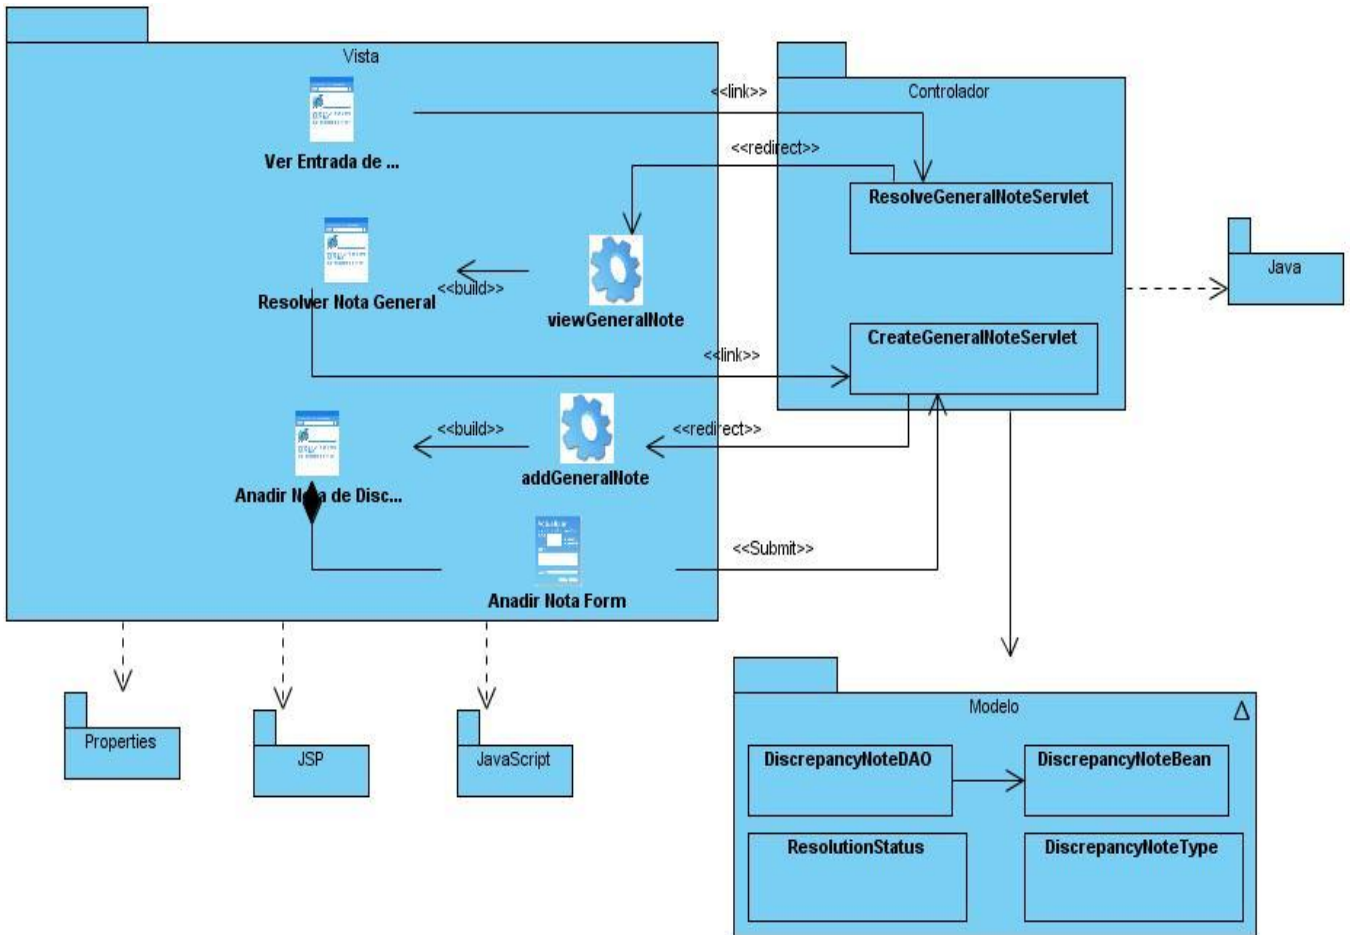 Vista
<<link>>
Controlador
Ver Entrada de ...
<<redirect>>
ResolveGeneralNoteServlet
Java
Resolver Nota General
<<build>>
viewGeneralNote
CreateGeneralNoteServlet
<<link>>
<<build>>
<<redirect>>
addGeneralNote
Anadir Nota de Disc...
<<Submit>>
Anadir Nota Form
Properties
JSP
JavaScript
Modelo
DiscrepancyNoteDAO
DiscrepancyNoteBean
ResolutionStatus
DiscrepancyNoteType